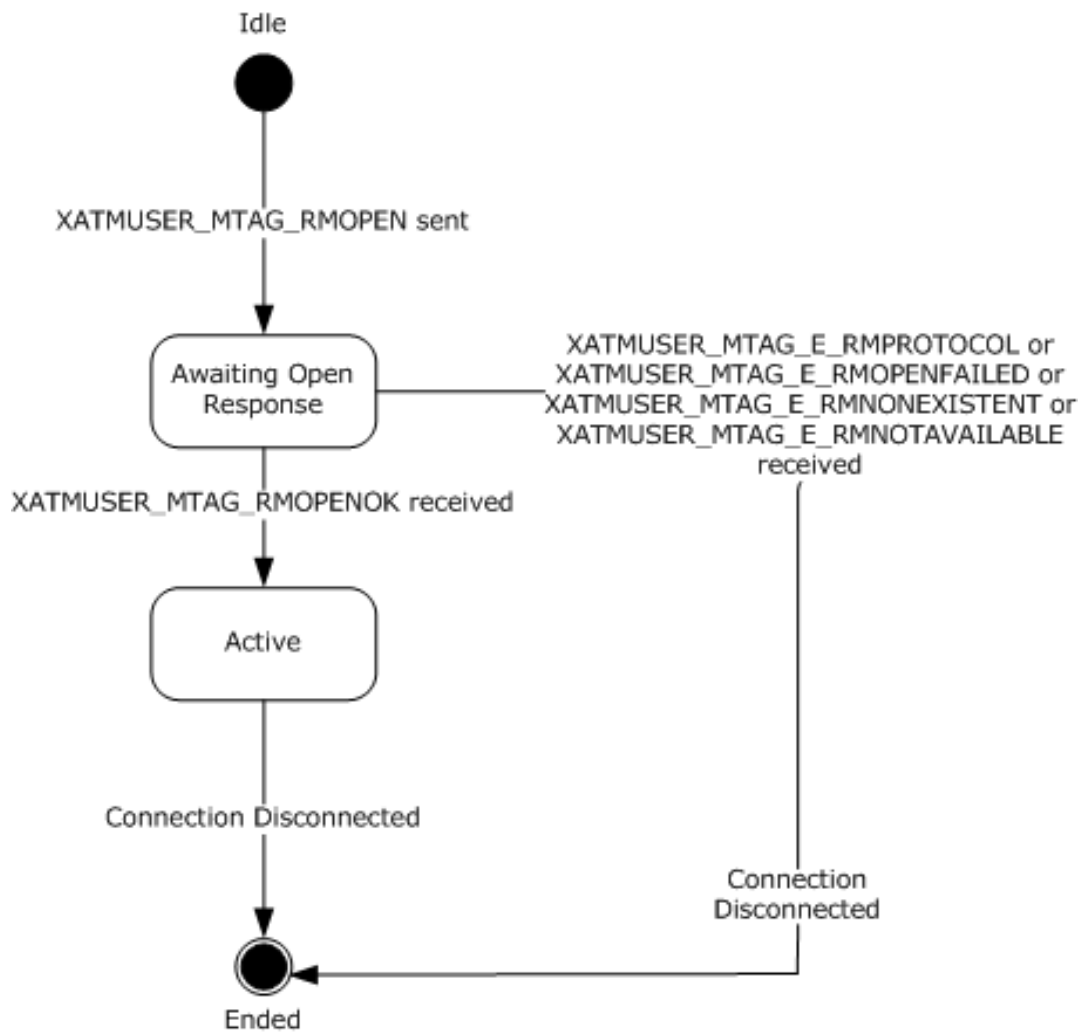 Idle
XATMUSER_MTAG_RMOPEN sent
Awaiting Open
Response
XATMUSER_MTAG_E_RMPROTOCOL or
XATMUSER_MTAG_E_RMOPENFAILED or
XATMUSER_MTAG_E_RMNONEXISTENT or
XATMUSER_MTAG_E_RMNOTAVAILABLE
received
XATMUSER_MTAG_RMOPENOK received
Active
Connection Disconnected
Connection
Disconnected
Ended